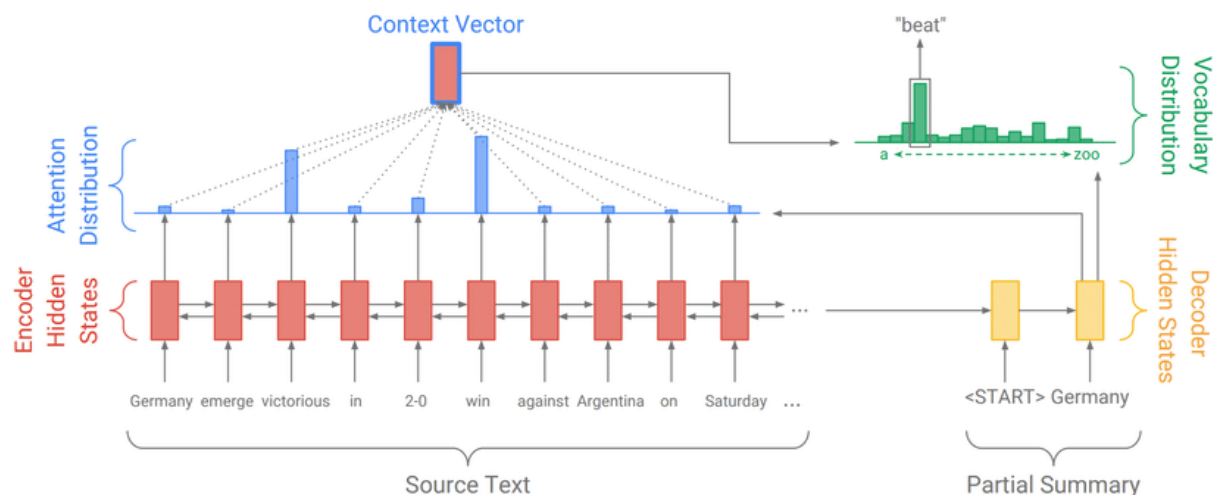 Context Vector
"beat"
Attention
Distribution
a
zoo
Vocabulary
Distribution
Encoder
Hidden
States
...
Decoder
Hidden States
Germany emerge victorious in 2-0 win against Argentina on Saturday ...
<START> Germany
Source Text
Partial Summary